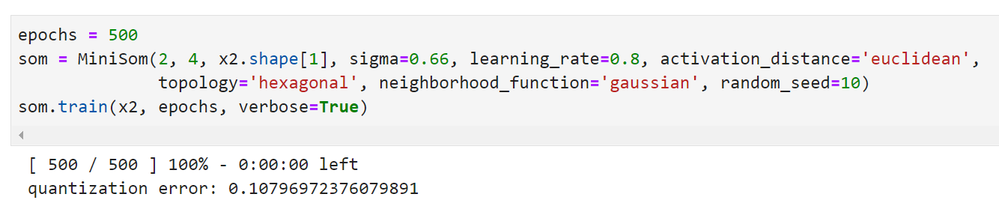 epochs = 500
som = MiniSom(2, 4, x2.shape[1], sigma=0.66, learning_rate=0.8, activation_distance='euclidean',
topology='hexagonal', neighborhood_function='gaussian', random_seed=10)
som.train(x2, epochs, verbose=True)
[ 500 / 500 ] 100% - 0:00:00 left
quantization error: 0.10796972376079891